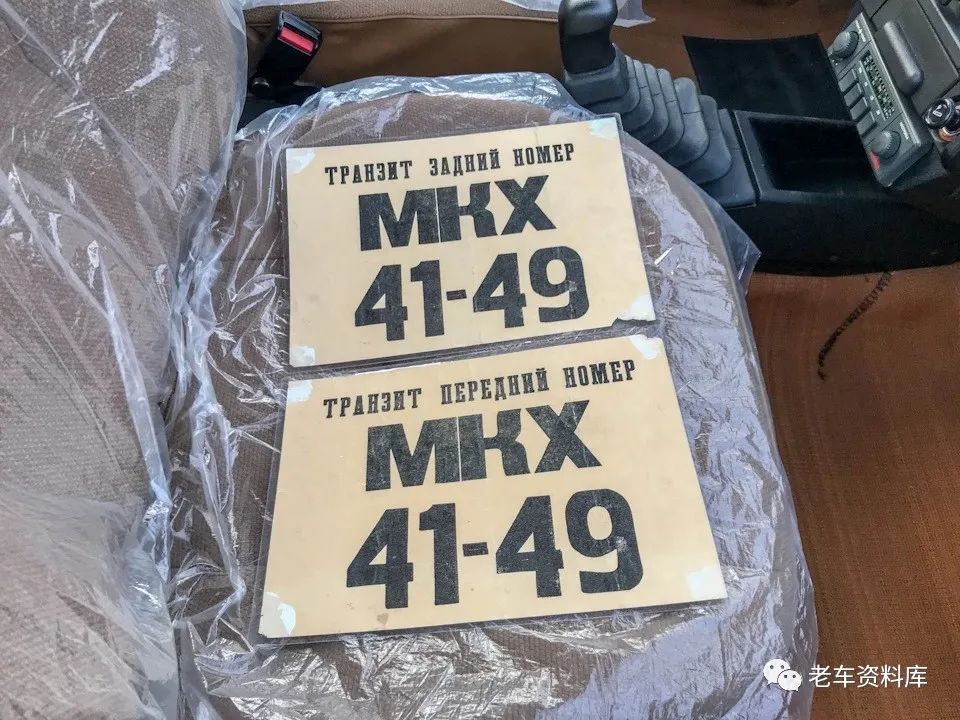 ТРАНЗИТ ЗАДНИЙ НОМЕР
МКХ
41-49
ТРАНЗИТ ПЕРЕДНИЙ НОМЕР
МКХ
41-49
老车资料库